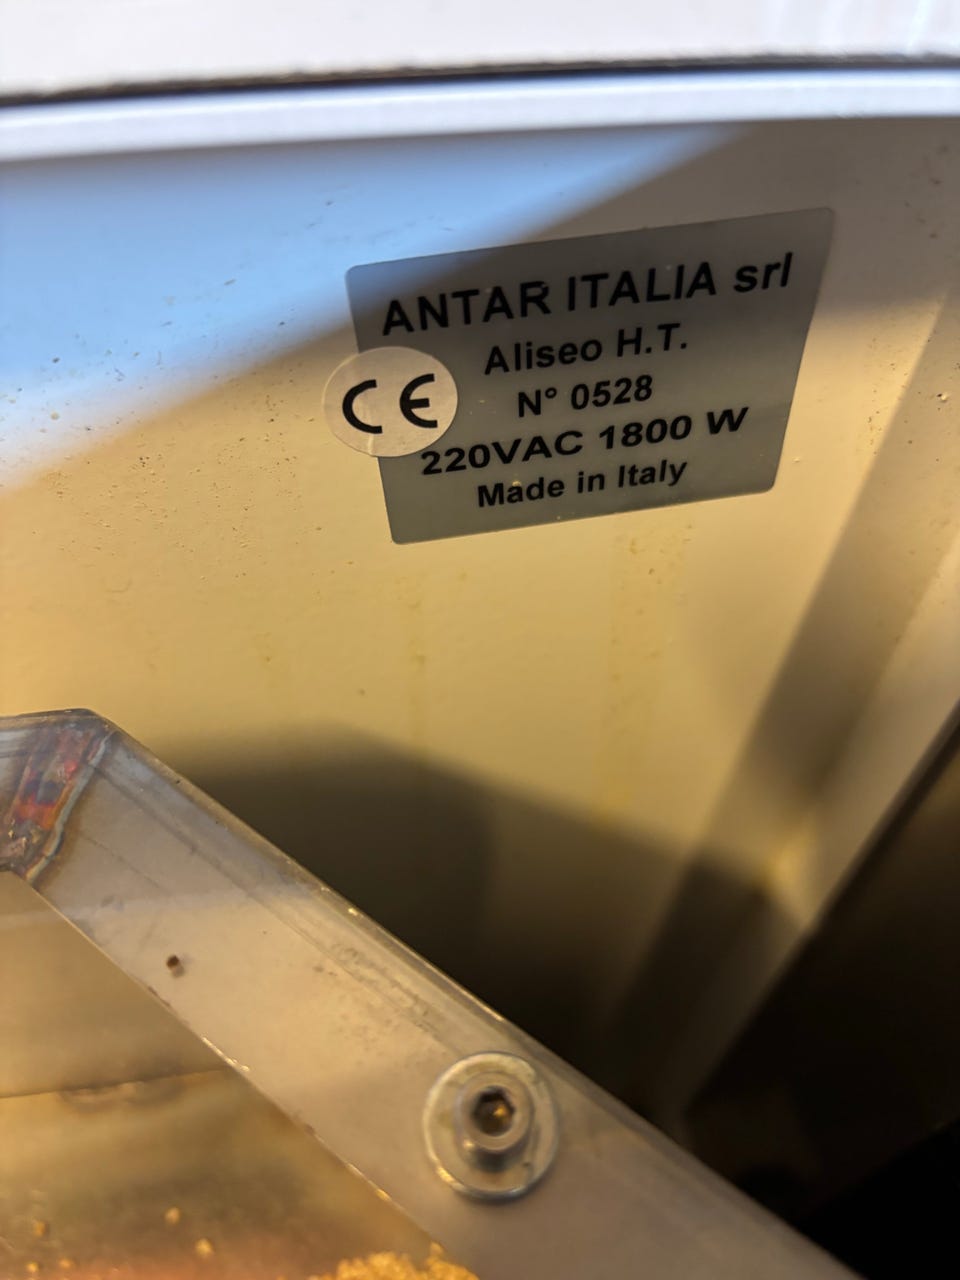 ANTAR ITALIA srl
Aliseo H.T.
CE
N° 0528
220VAC 1800 W
Made in Italy